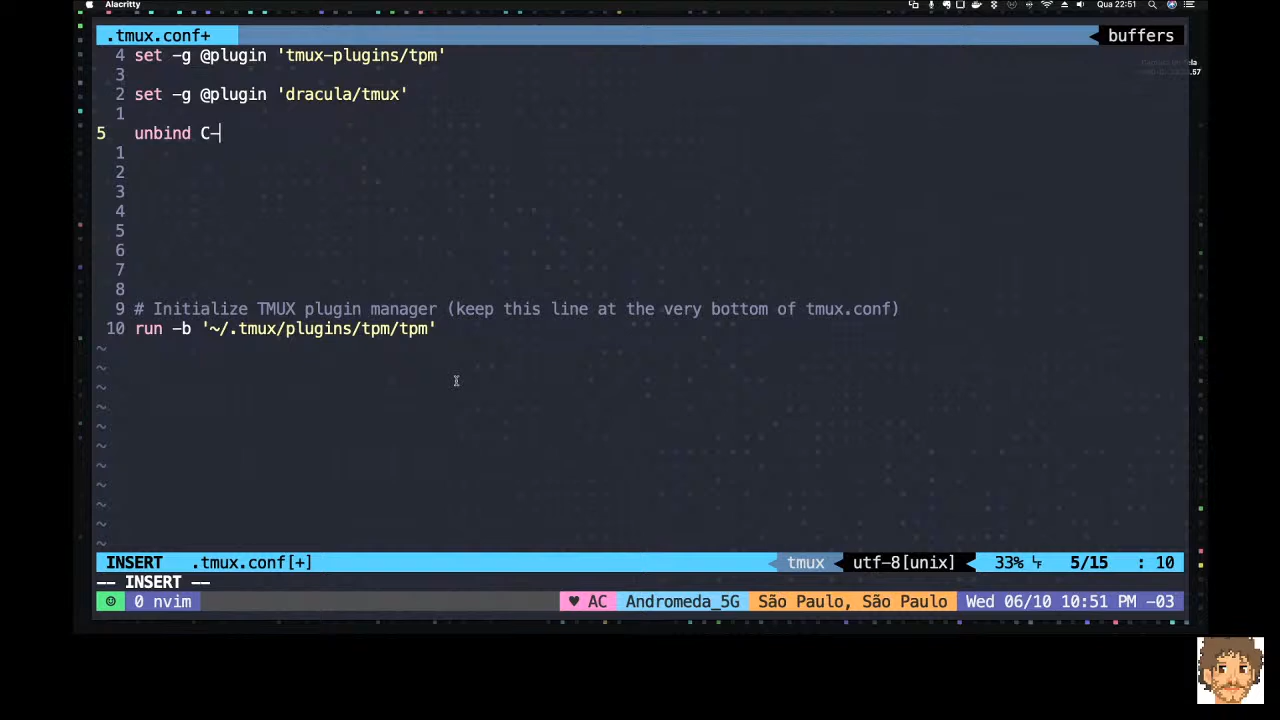 Alacritty
Qua 22:51
.tmux.conf+
buffers
4 set -g @plugin 'tmux-plugins/tpm'
3
2 set -g @plugin 'dracula/tmux'
1
5 unbind C-
1
2
3
4
5
6
7
8
9 # Initialize TMUX plugin manager (keep this line at the very bottom of tmux.conf)
10 run -b '~/.tmux/plugins/tpm/tpm'
~
~
~
~
~
~
~
~
~
~
~
INSERT .tmux.conf[+] tmux utf-8[unix] 33% 5/15 : 10
-- INSERT --
0 nvim ♥ AC Andromeda_5G São Paulo, São Paulo Wed 06/10 10:51 PM -03